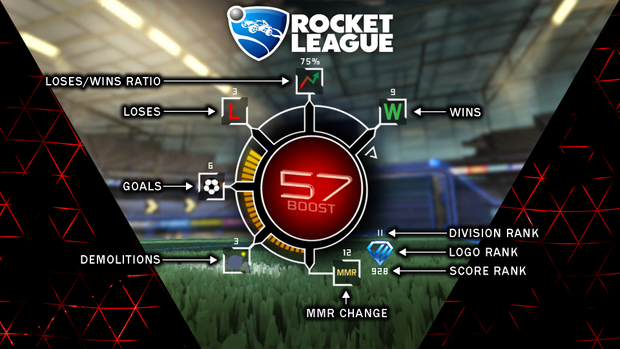 ROCKET
LEAGUE
75%
LOSES/WINS RATIO
3
9
LOSES
L
W
WINS
6
GOALS
57
BOOST
II
DIVISION RANK
3
12
LOGO RANK
DEMOLITIONS
MMR
928
SCORE RANK
MMR CHANGE